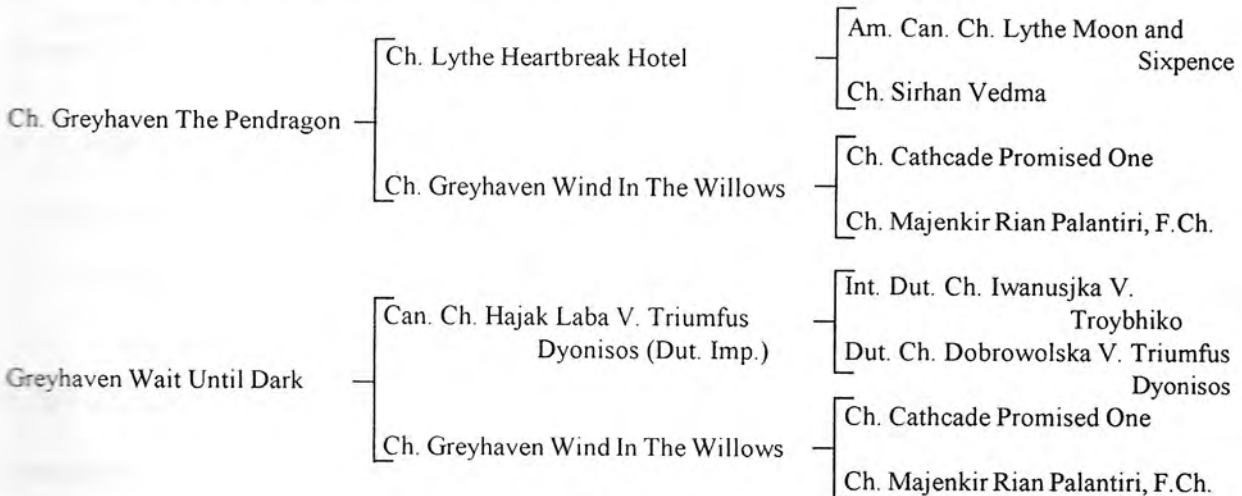 Am. Can. Ch. Lythe Moon and
Sixpence
Ch. Lythe Heartbreak Hotel
Ch. Sirhan Vedma
Ch. Greyhaven The Pendragon
Ch. Cathcade Promised One
Ch. Greyhaven Wind In The Willows
Ch. Majenkir Rian Palantiri, F.Ch.
Int. Dut. Ch. Iwanusjka V.
Troybhiko
Can. Ch. Hajak Laba V. Triumfus
Dyonisos (Dut. Imp.)
Dut. Ch. Dobrowolska V. Triumfus
Dyonisos
Greyhaven Wait Until Dark
Ch. Cathcade Promised One
Ch. Greyhaven Wind In The Willows
Ch. Majenkir Rian Palantiri, F.Ch.